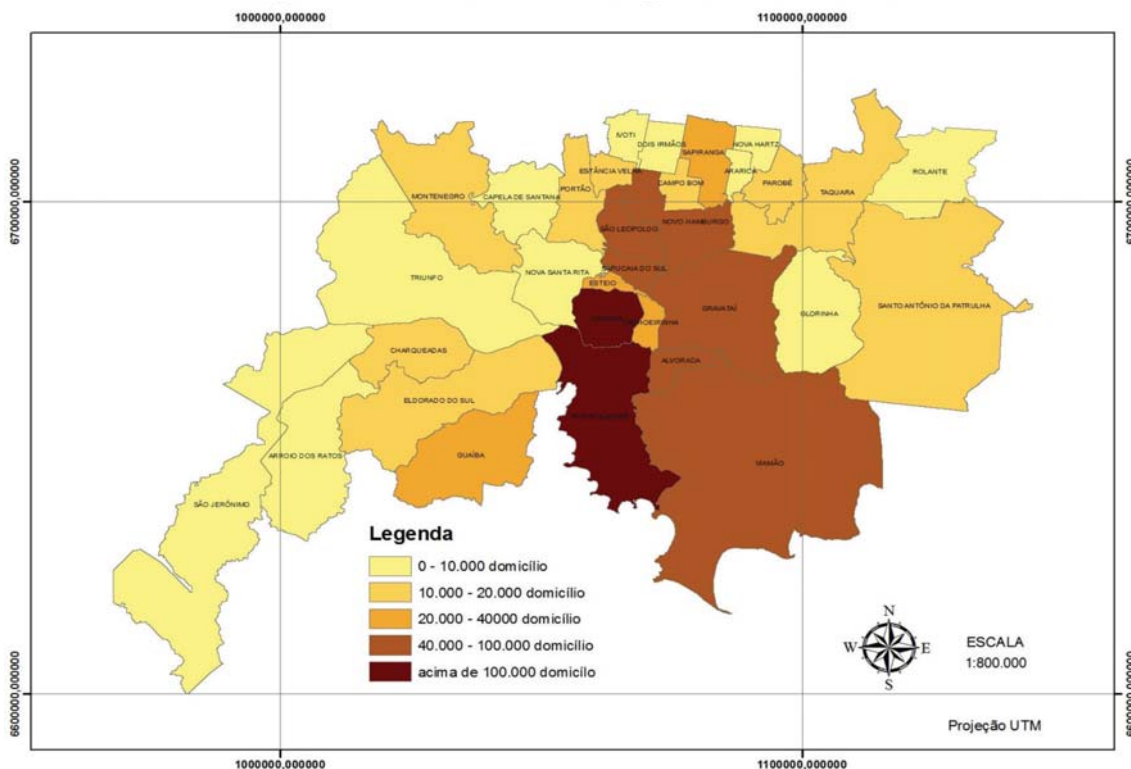 1000000,000000
1100000,000000
6700000,000000
6700000,000000
IVOTI
DOIS IRMÃOS
SAPIRANGA
NOVA HARTZ
ROLANTE
ARARICÁ
ESTÂNCIA VELHA
CAMPO BOM
PAROBÉ
TAQUARA
PORTÃO
MONTENEGRO
CAPELA DE SANTANA
NOVO HAMBURGO
SÃO LEOPOLDO
SAPUCAIA DO SUL
NOVA SANTA RITA
TRIUNFO
ESTEIO
GRAVATAÍ
GLORINHA
SANTO ANTÔNIO DA PATRULHA
CACHOEIRINHA
CHARQUEADAS
ALVORADA
ELDORADO DO SUL
GUAÍBA
ARROIO DOS RATOS
VIAMÃO
SÃO JERÔNIMO
Legenda
0 - 10.000 domicílio
10.000 - 20.000 domicílio
20.000 - 40000 domicílio
40.000 - 100.000 domicílio
acima de 100.000 domicílo
N
W
E
S
ESCALA
1:800.000
Projeção UTM
6600000,000000
6600000,000000
1000000,000000
1100000,000000